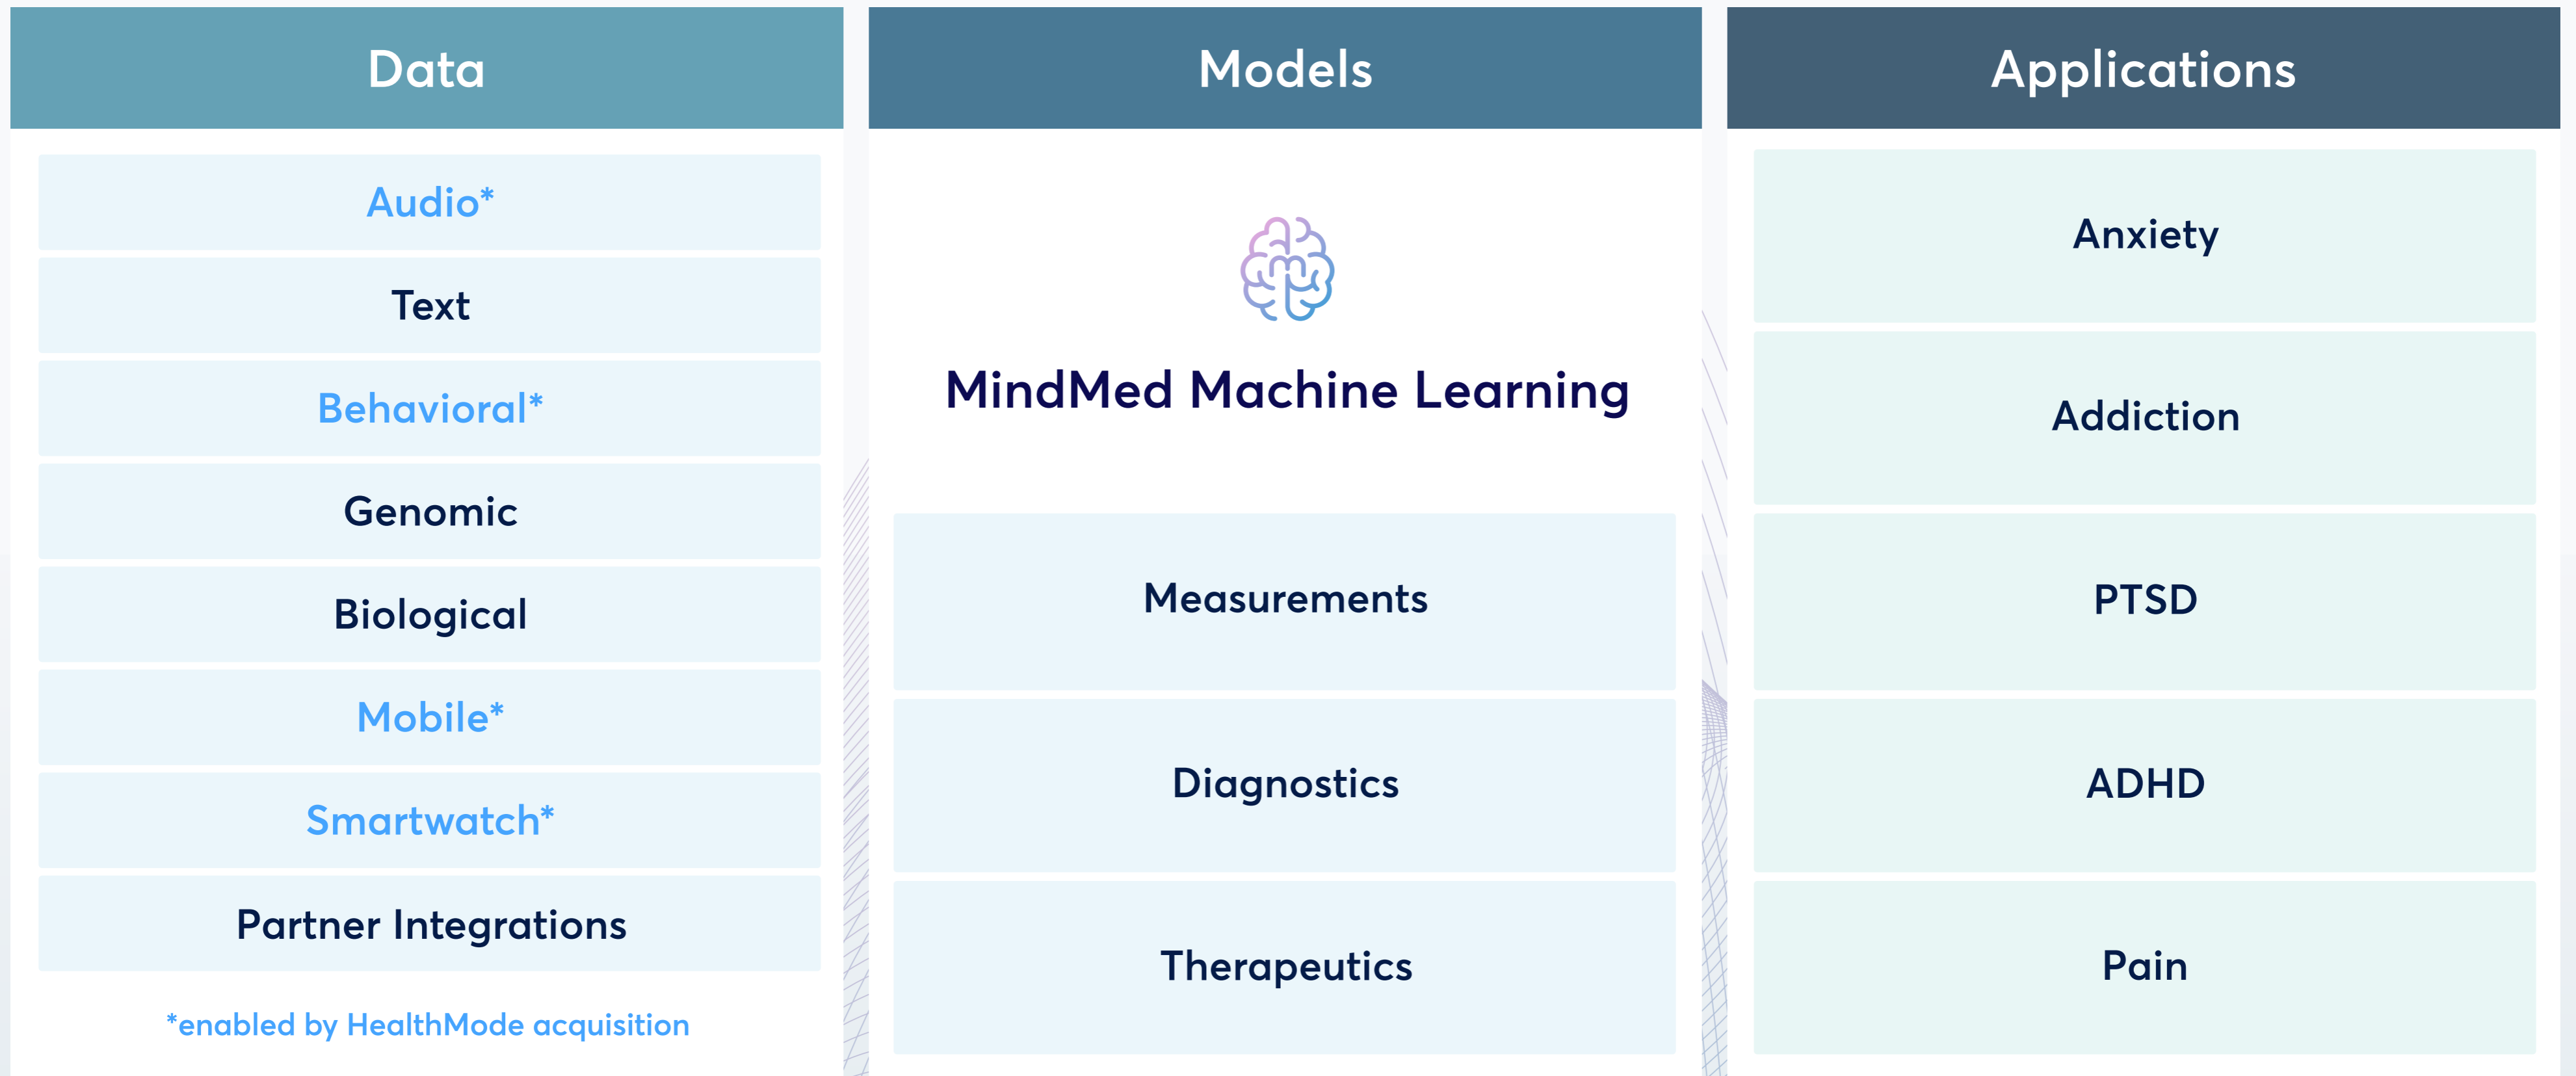 Data
Audio*
Text
Behavioral*
Genomic
Biological
Mobile*
Smartwatch*
Partner Integrations
*enabled by HealthMode acquisition
Models
MindMed Machine Learning
Measurements
Diagnostics
Therapeutics
Applications
Anxiety
Addiction
PTSD
ADHD
Pain